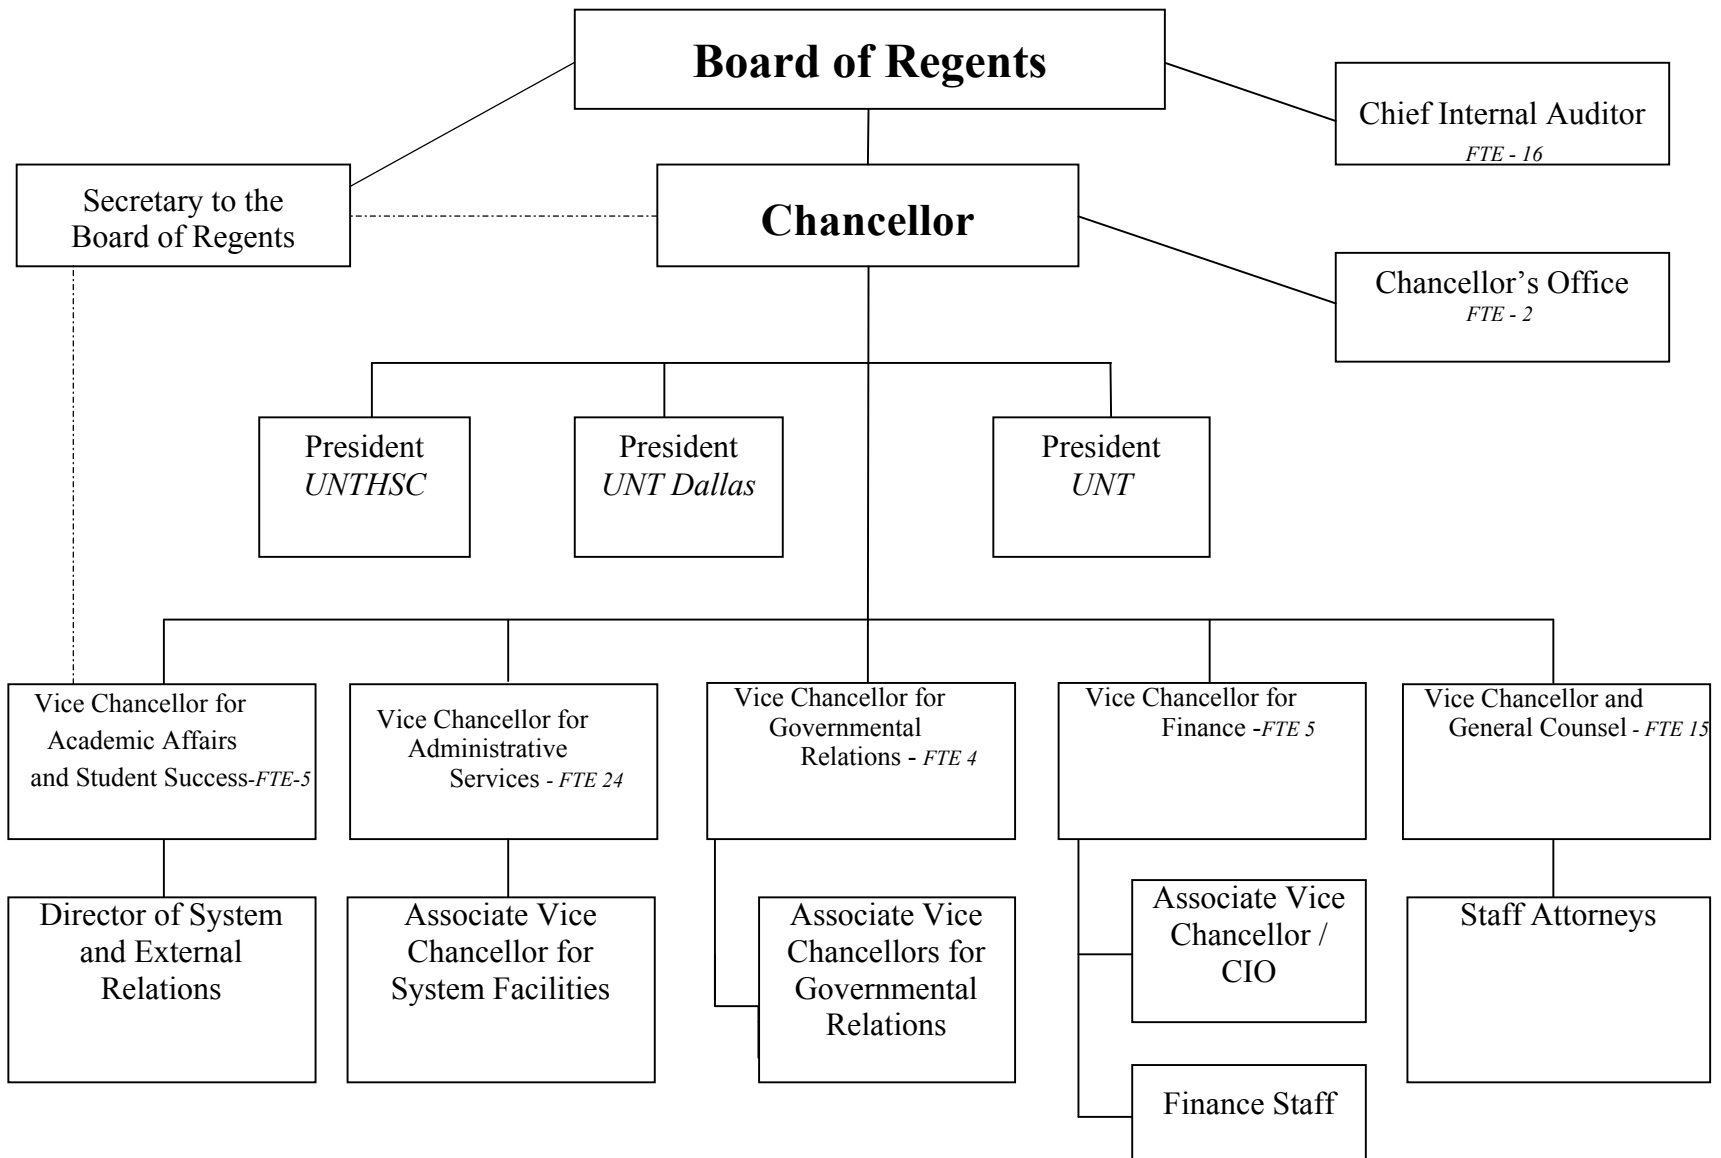 Board of Regents
Chief Internal Auditor
FTE - 16
Secretary to the
Board of Regents
Chancellor
Chancellor’s Office
FTE - 2
President
UNTHSC
President
UNT Dallas
President
UNT
Vice Chancellor for
Academic Affairs
and Student Success-FTE-5
Vice Chancellor for
Administrative
Services - FTE 24
Vice Chancellor for
Governmental
Relations - FTE 4
Vice Chancellor for
Finance -FTE 5
Vice Chancellor and
General Counsel - FTE 15
Director of System
and External
Relations
Associate Vice
Chancellor for
System Facilities
Associate Vice
Chancellors for
Governmental
Relations
Associate Vice
Chancellor /
CIO
Staff Attorneys
Finance Staff